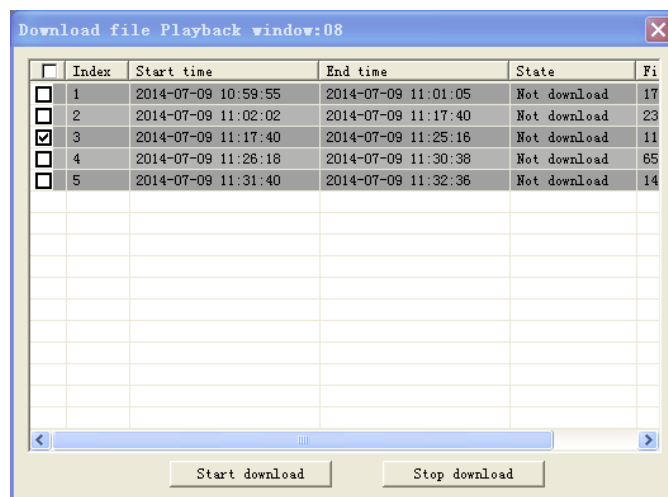 Download file Playback window:08
Index Start time End time State Fi
1 2014-07-09 10:59:55 2014-07-09 11:01:05 Not download 17
2 2014-07-09 11:02:02 2014-07-09 11:17:40 Not download 23
3 2014-07-09 11:17:40 2014-07-09 11:25:16 Not download 11
4 2014-07-09 11:26:18 2014-07-09 11:30:38 Not download 65
5 2014-07-09 11:31:40 2014-07-09 11:32:36 Not download 14
Start download Stop download